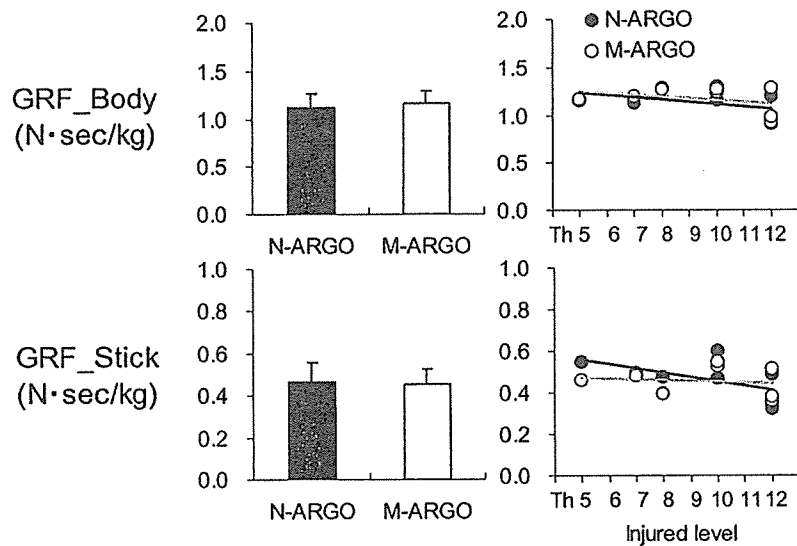 GRF_Body
(N·sec/kg)
2.0
1.5
1.0
0.5
0.0
N-ARGO M-ARGO
2.0
1.5
1.0
0.5
0.0
N-ARGO
M-ARGO
Th 5 6 7 8 9 10 11 12
GRF_Stick
(N·sec/kg)
1.0
0.8
0.6
0.4
0.2
0.0
N-ARGO M-ARGO
1.0
0.8
0.6
0.4
0.2
0.0
Th 5 6 7 8 9 10 11 12
Injured level